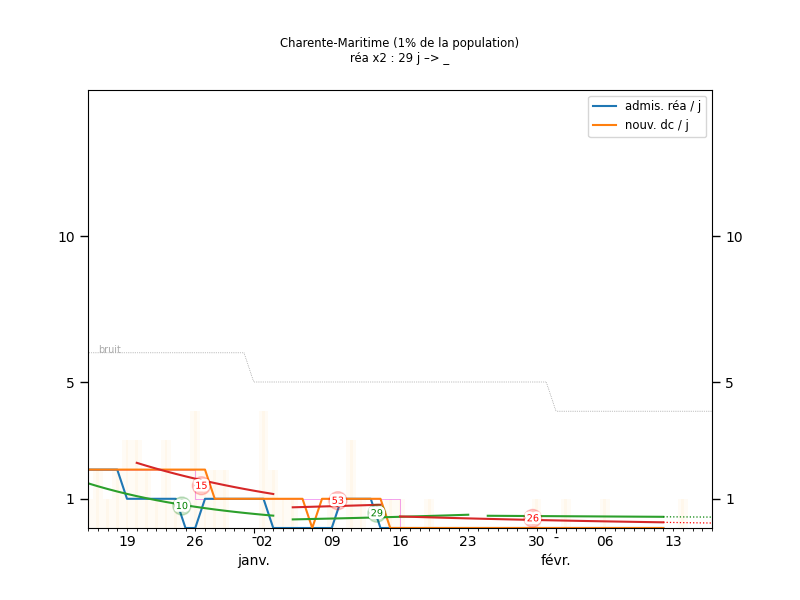 Charente-Maritime (1% de la population)
réa x2 : 29 j –> _
admis. réa / j
nouv. dc / j
10
10
bruit
5
5
15
10
53
29
26
1
1
19
26
02
09
16
23
30
06
13
janv.
févr.